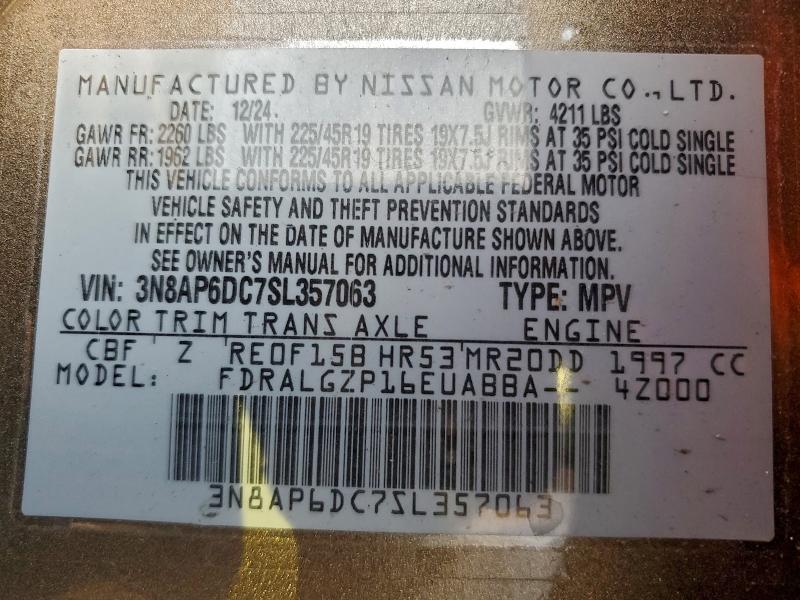 MANUFACTURED BY NISSAN MOTOR CO., LTD.
DATE: 12/24. GVWR: 4211 LBS
GAWR FR: 2260 LBS WITH 225/45R19 TIRES 19X7.5J RIMS AT 35 PSI COLD SINGLE
GAWR RR: 1962 LBS WITH 225/45R19 TIRES 19X7.5J RIMS AT 35 PSI COLD SINGLE
THIS VEHICLE CONFORMS TO ALL APPLICABLE FEDERAL MOTOR
VEHICLE SAFETY AND THEFT PREVENTION STANDARDS
IN EFFECT ON THE DATE OF MANUFACTURE SHOWN ABOVE.
SEE OWNER'S MANUAL FOR ADDITIONAL INFORMATION.
VIN: 3N8AP6DC7SL357063 TYPE: MPV
COLOR TRIM TRANS AXLE ENGINE
CBF Z RE0F15B HR53 MR20DD 1997 CC
MODEL: FDRALGZP16EUABBA-- 4Z000
3N8AP6DC7SL357063